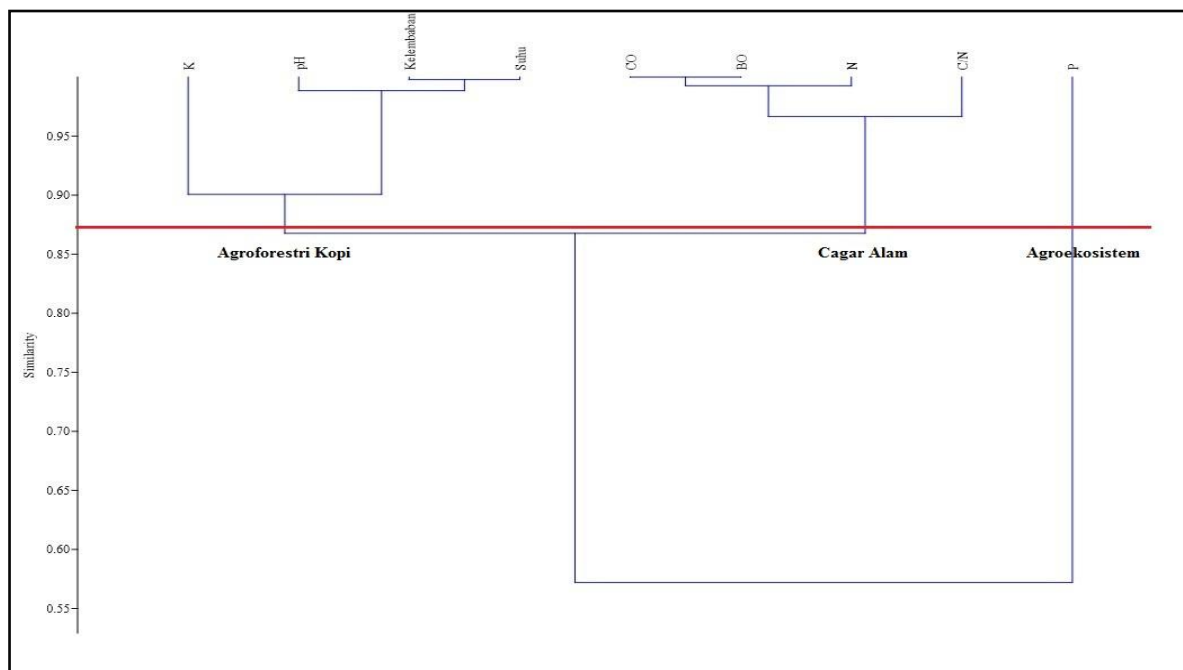 K
pH
Kelembaban
Suhu
CO
BO
N
C/N
P
0.95
0.90
0.85
0.80
0.75
0.70
0.65
0.60
0.55
Similarity
Agroforestri Kopi
Cagar Alam
Agroekosistem